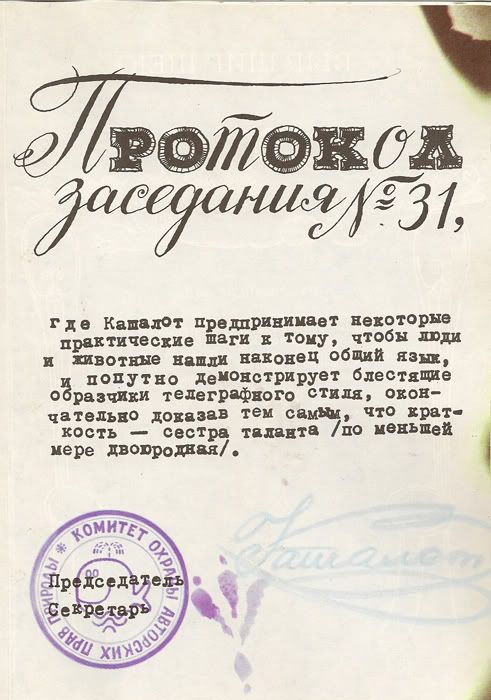 Протокол
заседания № 31,
где Кашалот предпринимает некоторые
практические шаги к тому, чтобы люди
и животные нашли наконец общий язык,
и попутно демонстрирует блестящие
образчики телеграфного стиля, окон-
чательно доказав тем самым, что крат-
кость — сестра таланта /по меньшей
мере двоюродная/.
КОМИТЕТ ОХРАНЫ АВТОРСКИХ ПРАВ ПРИРОДЫ *
Председатель
Секретарь
Кашалот